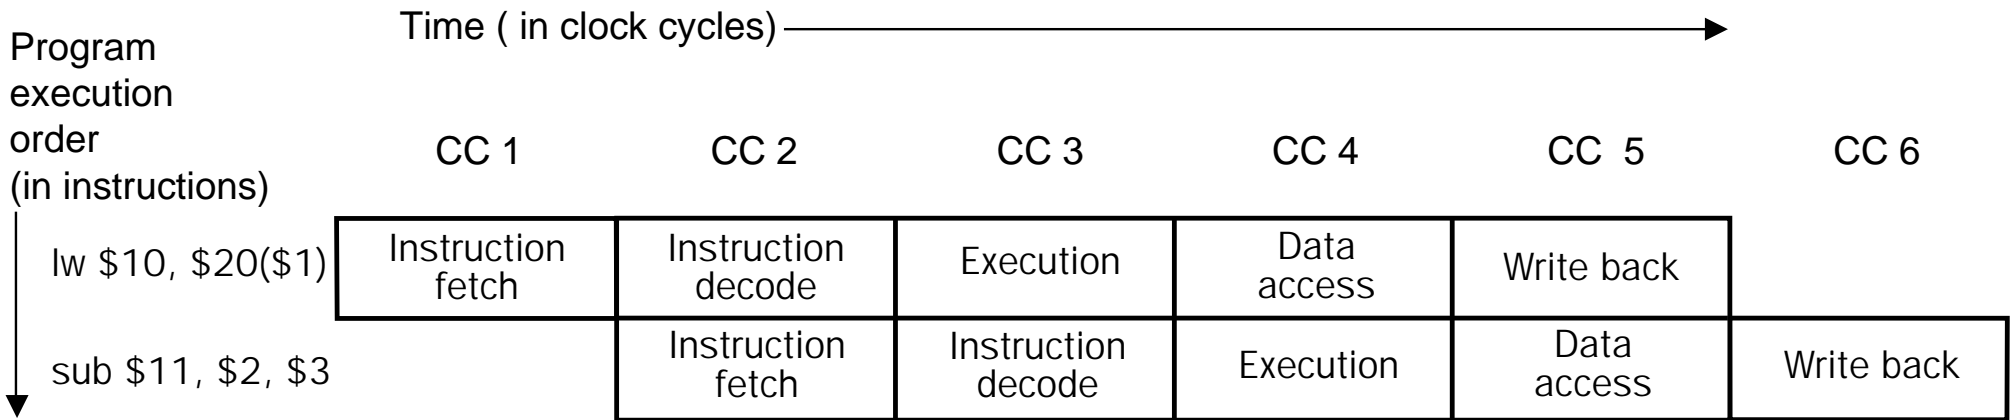 Time ( in clock cycles)
Program
execution
order
(in instructions)
CC 1 CC 2 CC 3 CC 4 CC 5 CC 6
lw $10, $20($1)
Instruction
fetch
Instruction
decode
Execution
Data
access
Write back
sub $11, $2, $3
Instruction
fetch
Instruction
decode
Execution
Data
access
Write back